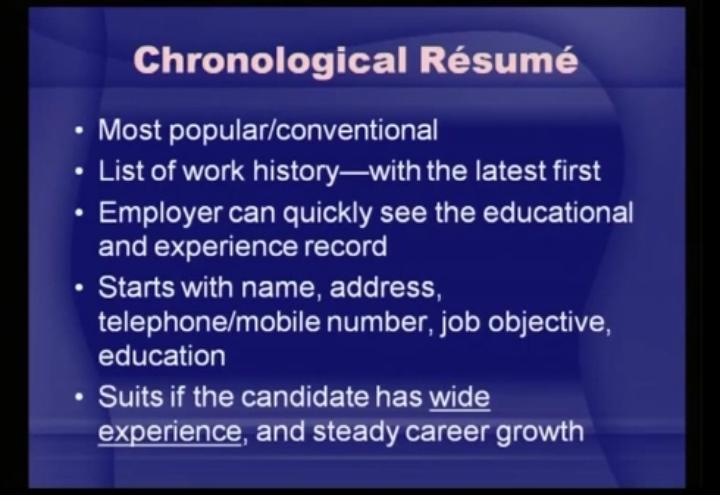 Chronological Résumé
• Most popular/conventional
• List of work history—with the latest first
• Employer can quickly see the educational
and experience record
• Starts with name, address,
telephone/mobile number, job objective,
education
• Suits if the candidate has wide
experience, and steady career growth